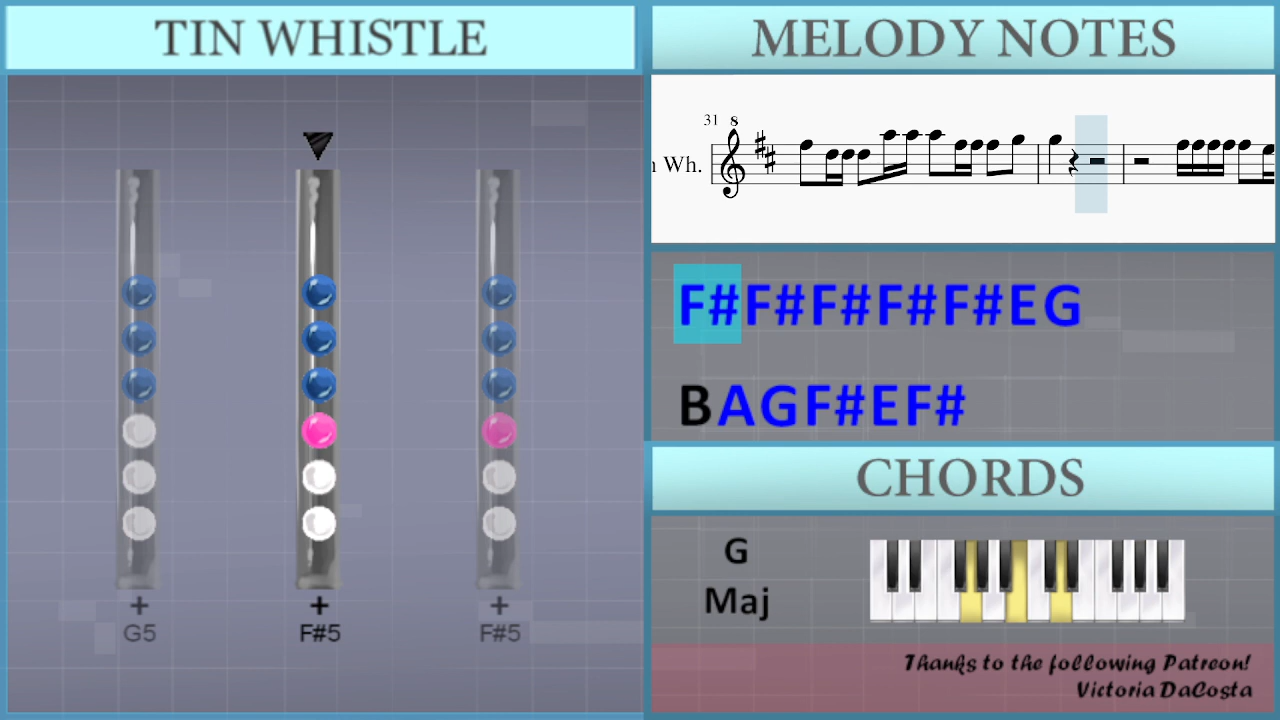 TIN WHISTLE
+
G5
+
F#5
+
F#5
MELODY NOTES
31
8
Wh.
F#F#F#F#F#EG
BAGF#EF#
CHORDS
G
Maj
Thanks to the following Patreon!
Victoria DaCosta